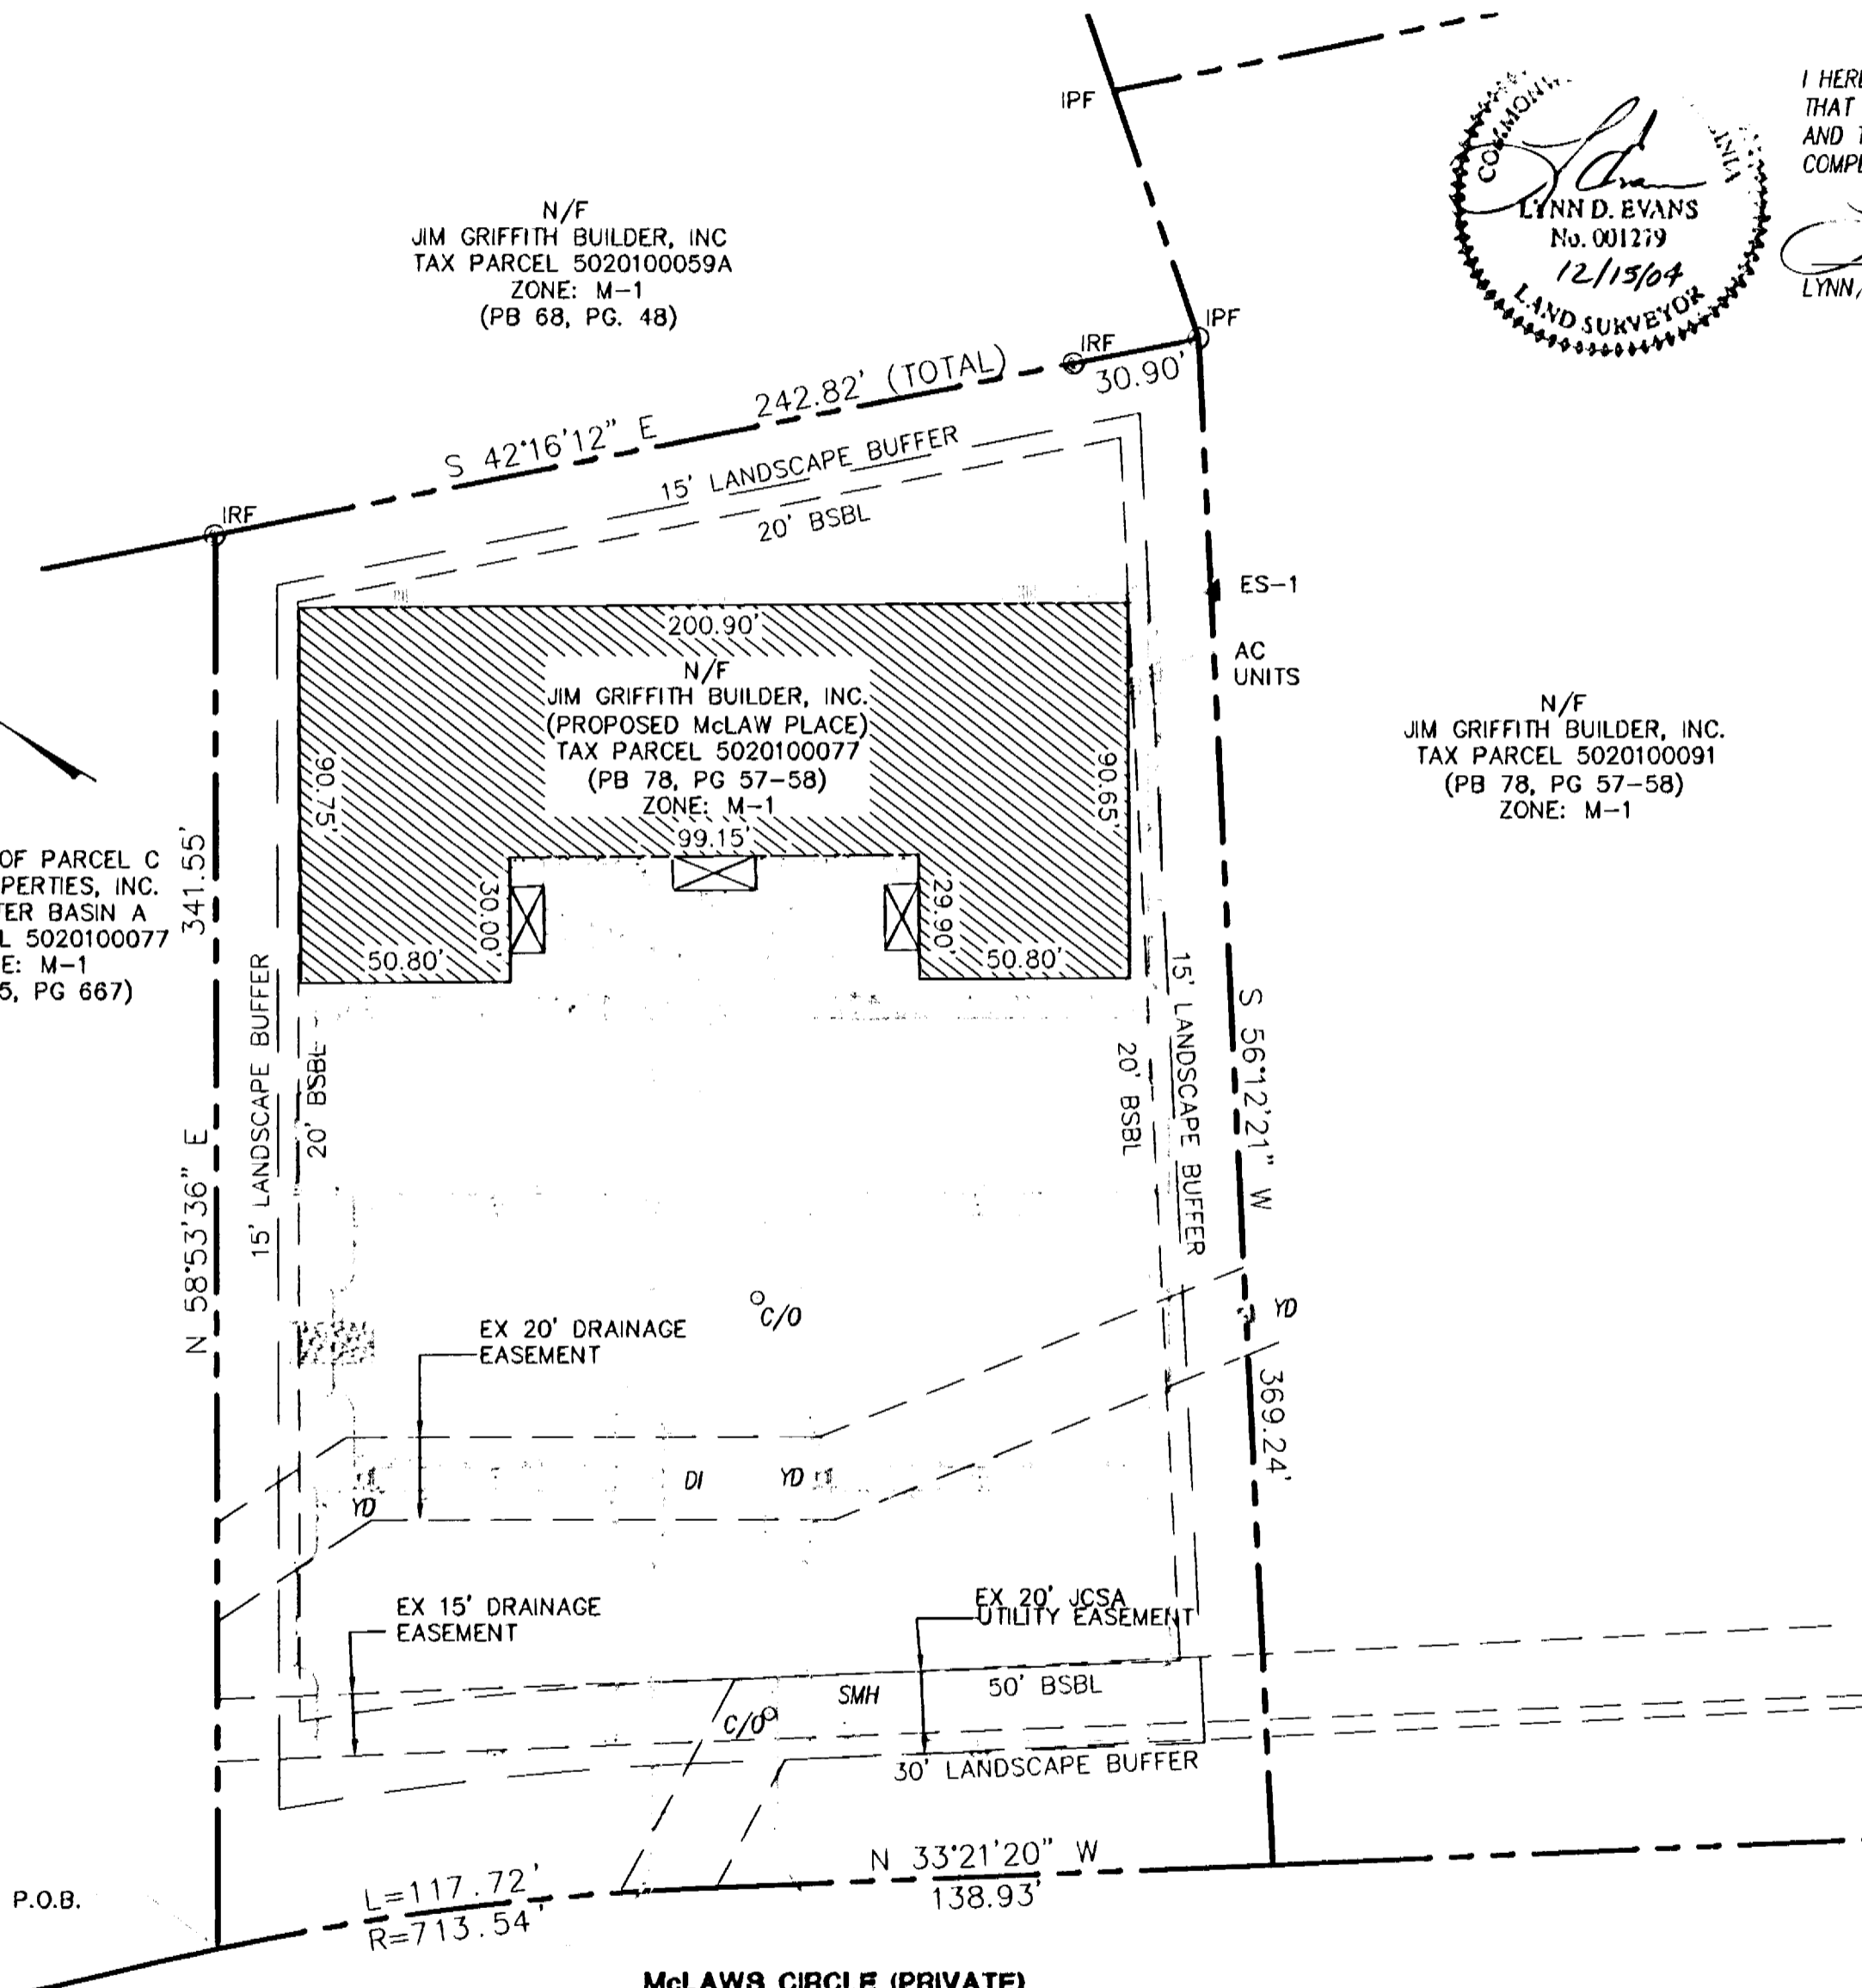 I HERE
THAT
AND T
COMPL
IPF
COMMONW
INIA
LYNN D. EVANS
No. 001279
12/15/04
LAND SURVEYOR
LYNN
N/F
JIM GRIFFITH BUILDER, INC
TAX PARCEL 5020100059A
ZONE: M-1
(PB 68, PG. 48)
IPF
IRF
30.90'
242.82' (TOTAL)
S 42°16'12" E
15' LANDSCAPE BUFFER
20' BSBL
IRF
ES-1
AC
UNITS
200.90'
N/F
JIM GRIFFITH BUILDER, INC.
(PROPOSED McLAW PLACE)
TAX PARCEL 5020100077
(PB 78, PG 57-58)
ZONE: M-1
99.15'
90.75'
90.65'
30.00'
29.90'
50.80'
50.80'
N/F
JIM GRIFFITH BUILDER, INC.
TAX PARCEL 5020100091
(PB 78, PG 57-58)
ZONE: M-1
OF PARCEL C
PERTIES, INC.
TER BASIN A
L 5020100077
E: M-1
5, PG 667)
341.55'
N 58°53'36" E
15' LANDSCAPE BUFFER
20' BSBL
20' BSBL
15' LANDSCAPE BUFFER
S 56°12'21" W
369.24'
C/O
YD
EX 20' DRAINAGE
EASEMENT
YD
DI
YD
EX 15' DRAINAGE
EASEMENT
EX 20' JCSA
UTILITY EASEMENT
SMH
50' BSBL
C/O
30' LANDSCAPE BUFFER
N 33°21'20" W
138.93'
L=117.72'
R=713.54'
P.O.B.
McLAWS CIRCLE (PRIVATE)